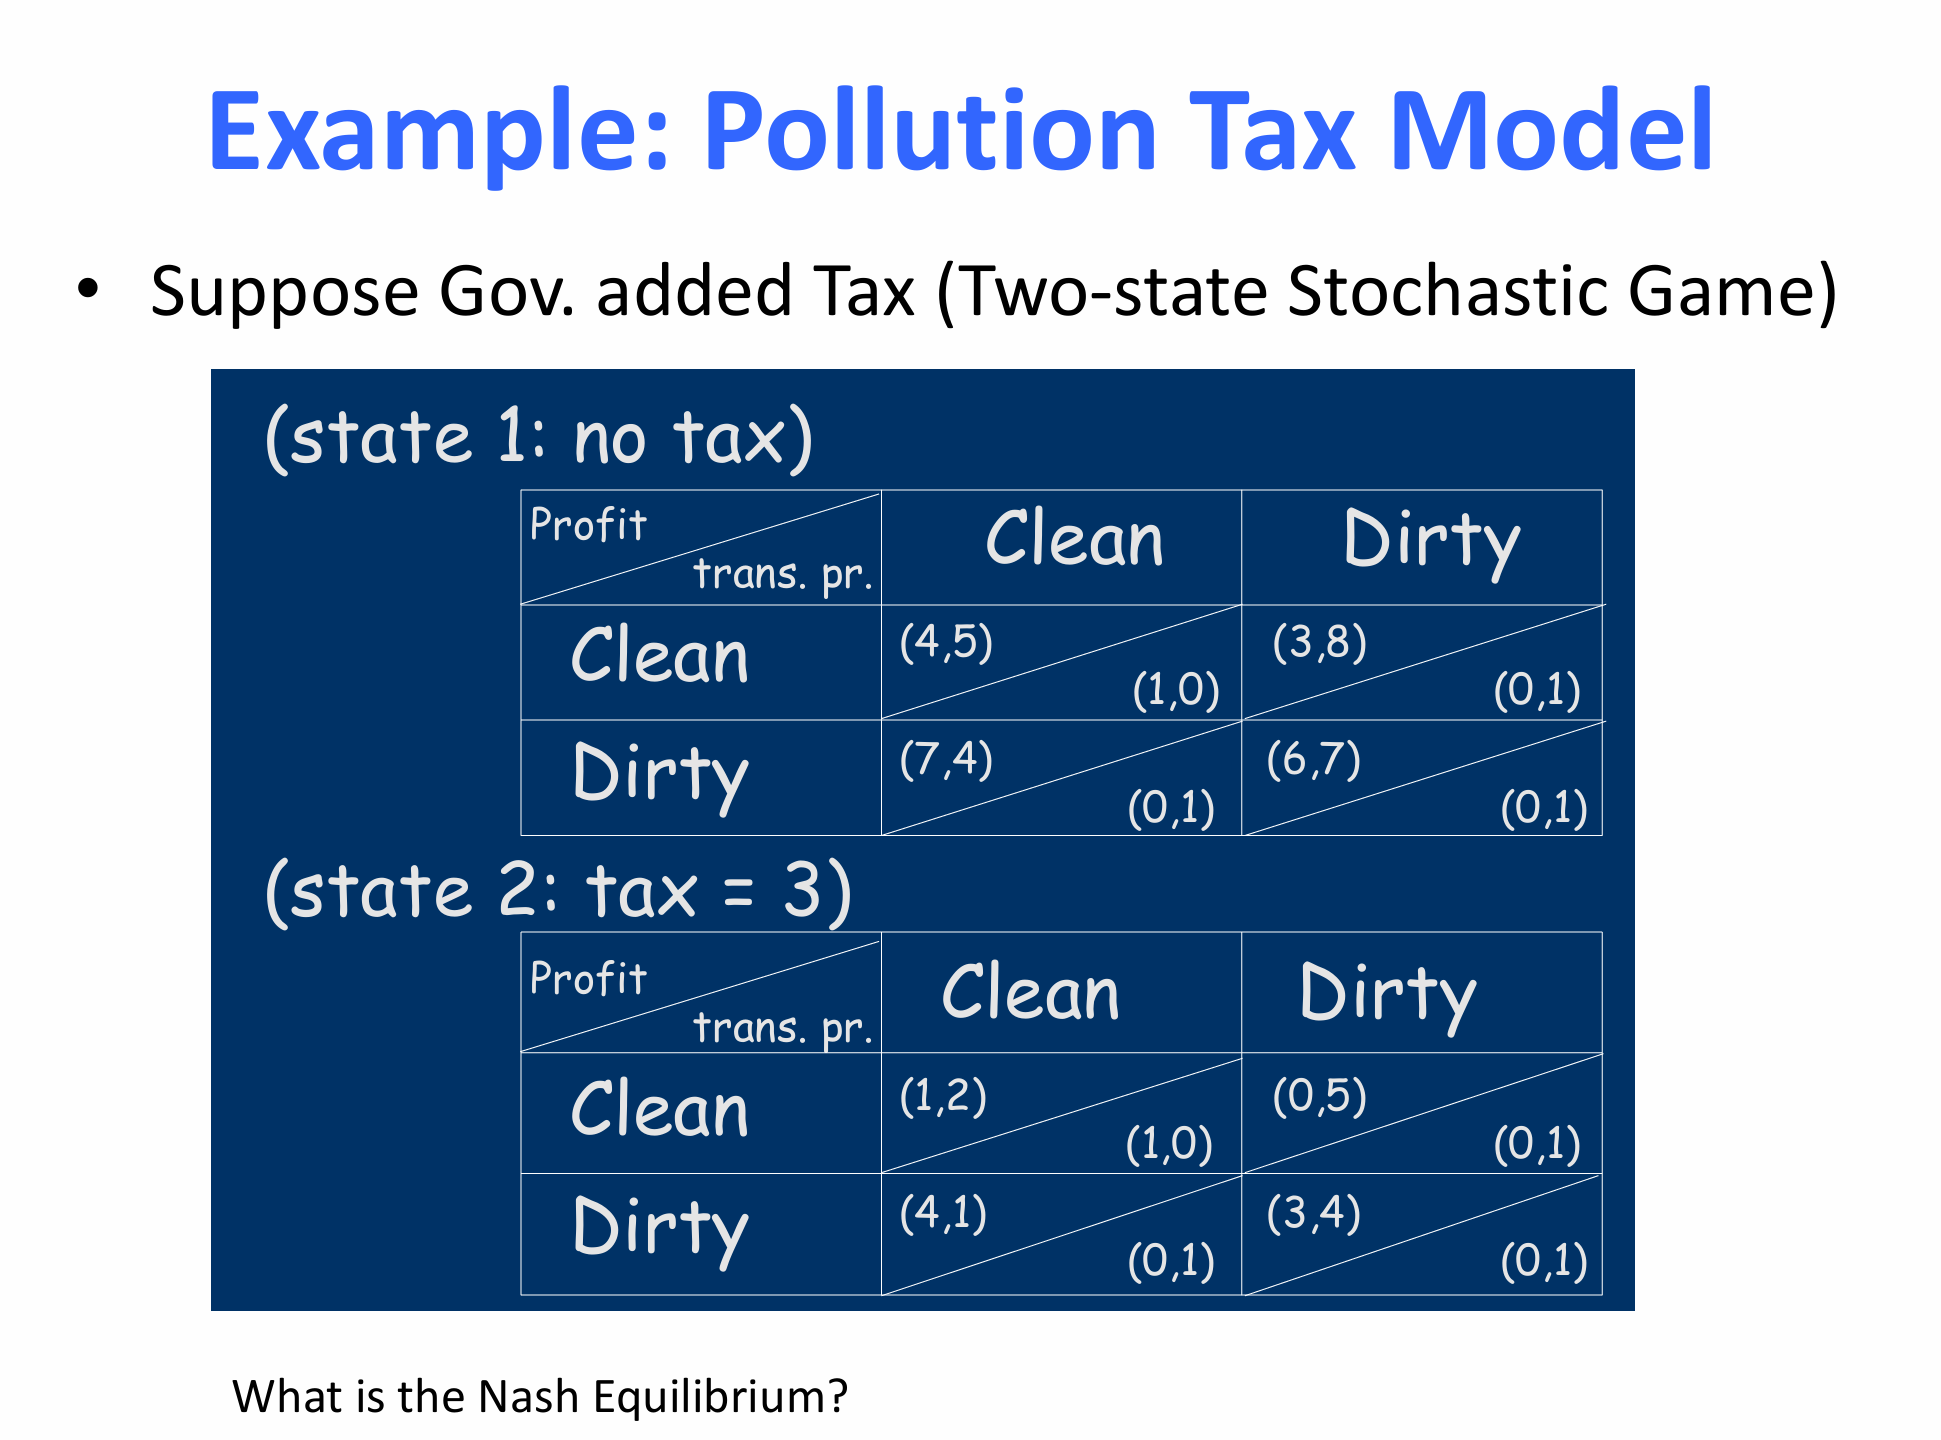 Example: Pollution Tax Model
• Suppose Gov. added Tax (Two-state Stochastic Game)
(state 1: no tax)
Profit trans. pr. Clean Dirty
Clean (4,5) (1,0) (3,8) (0,1)
Dirty (7,4) (0,1) (6,7) (0,1)
(state 2: tax = 3)
Profit trans. pr. Clean Dirty
Clean (1,2) (1,0) (0,5) (0,1)
Dirty (4,1) (0,1) (3,4) (0,1)
What is the Nash Equilibrium?